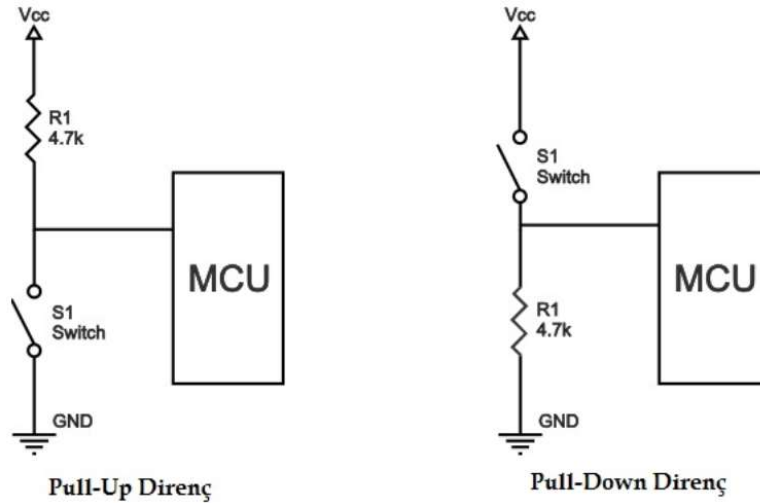 Vcc
R1
4.7k
MCU
S1
Switch
GND
Pull-Up Direnç
Vcc
S1
Switch
MCU
R1
4.7k
GND
Pull-Down Direnç